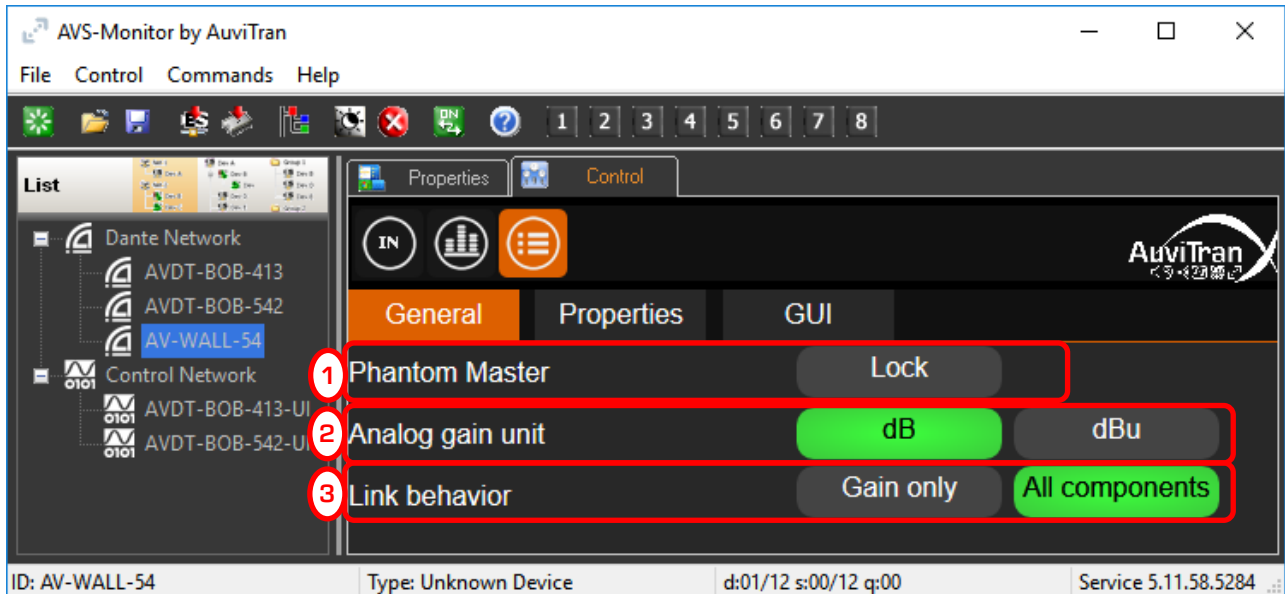 AVS-Monitor by AuviTran
File Control Commands Help
1 2 3 4 5 6 7 8
List
Properties Control
IN
AuviTran
General Properties GUI
Dante Network
AVDT-BOB-413
AVDT-BOB-542
AV-WALL-54
Control Network
AVDT-BOB-413-UI
AVDT-BOB-542-U
0101
0101
0101
1 Phantom Master Lock
2 Analog gain unit dB dBu
3 Link behavior Gain only All components
ID: AV-WALL-54 Type: Unknown Device d:01/12 s:00/12 q:00 Service 5.11.58.5284